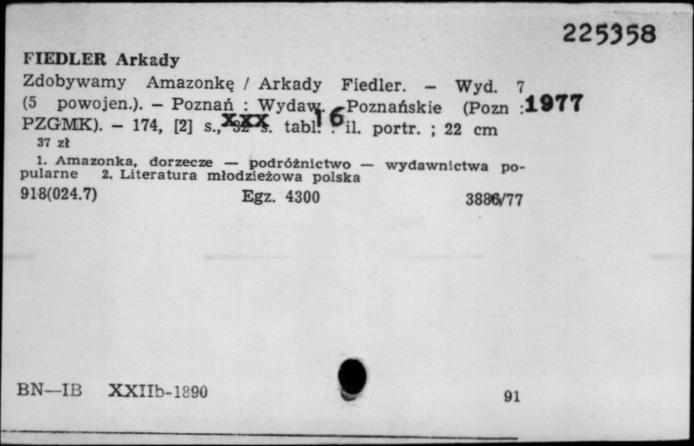 225358
FIEDLER Arkady
Zdobywamy Amazonkę / Arkady Fiedler. — Wyd. 7
(5 powojen.). — Poznań : Wydaw. Poznańskie (Pozn : 1977
PZGMK). — 174, [2] s., XXX s. tabl. 16 : il. portr. ; 22 cm
37 zł
1. Amazonka, dorzecze — podróżnictwo — wydawnictwa po-
pularne 2. Literatura młodzieżowa polska
918(024.7) Egz. 4300 3886/77
BN—IB XXIIb-1890 91